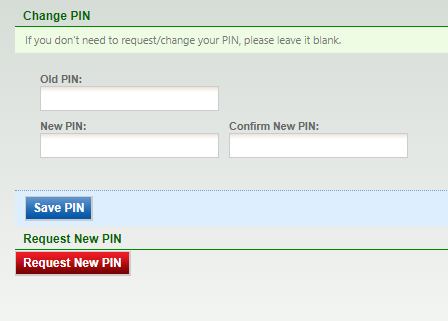 Change PIN
If you don't need to request/change your PIN, please leave it blank.
Old PIN:
New PIN: Confirm New PIN:
Save PIN
Request New PIN
Request New PIN